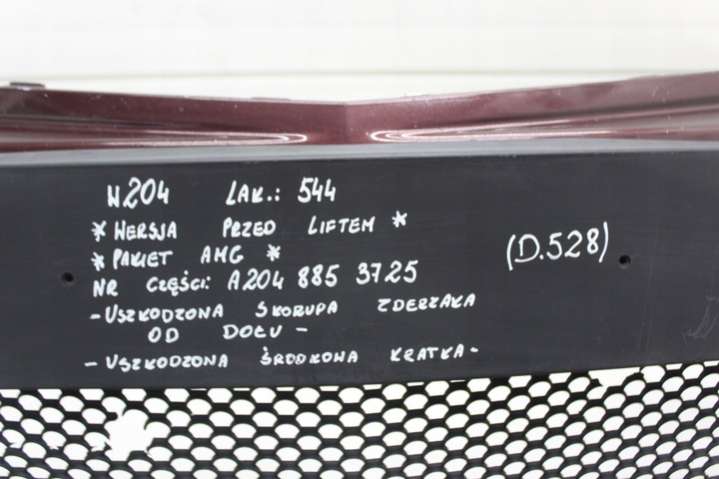 W204 LAK.: 544
* WERSJA PRZED LIFTEM *
* PAKIET AMG *
NR CZĘŚCI: A204 885 3725
(D.528)
- USZKODZONA SKORUPA ZDERZAKA
OD DOŁU -
- USZKODZONA ŚRODKOWA KRATKA -